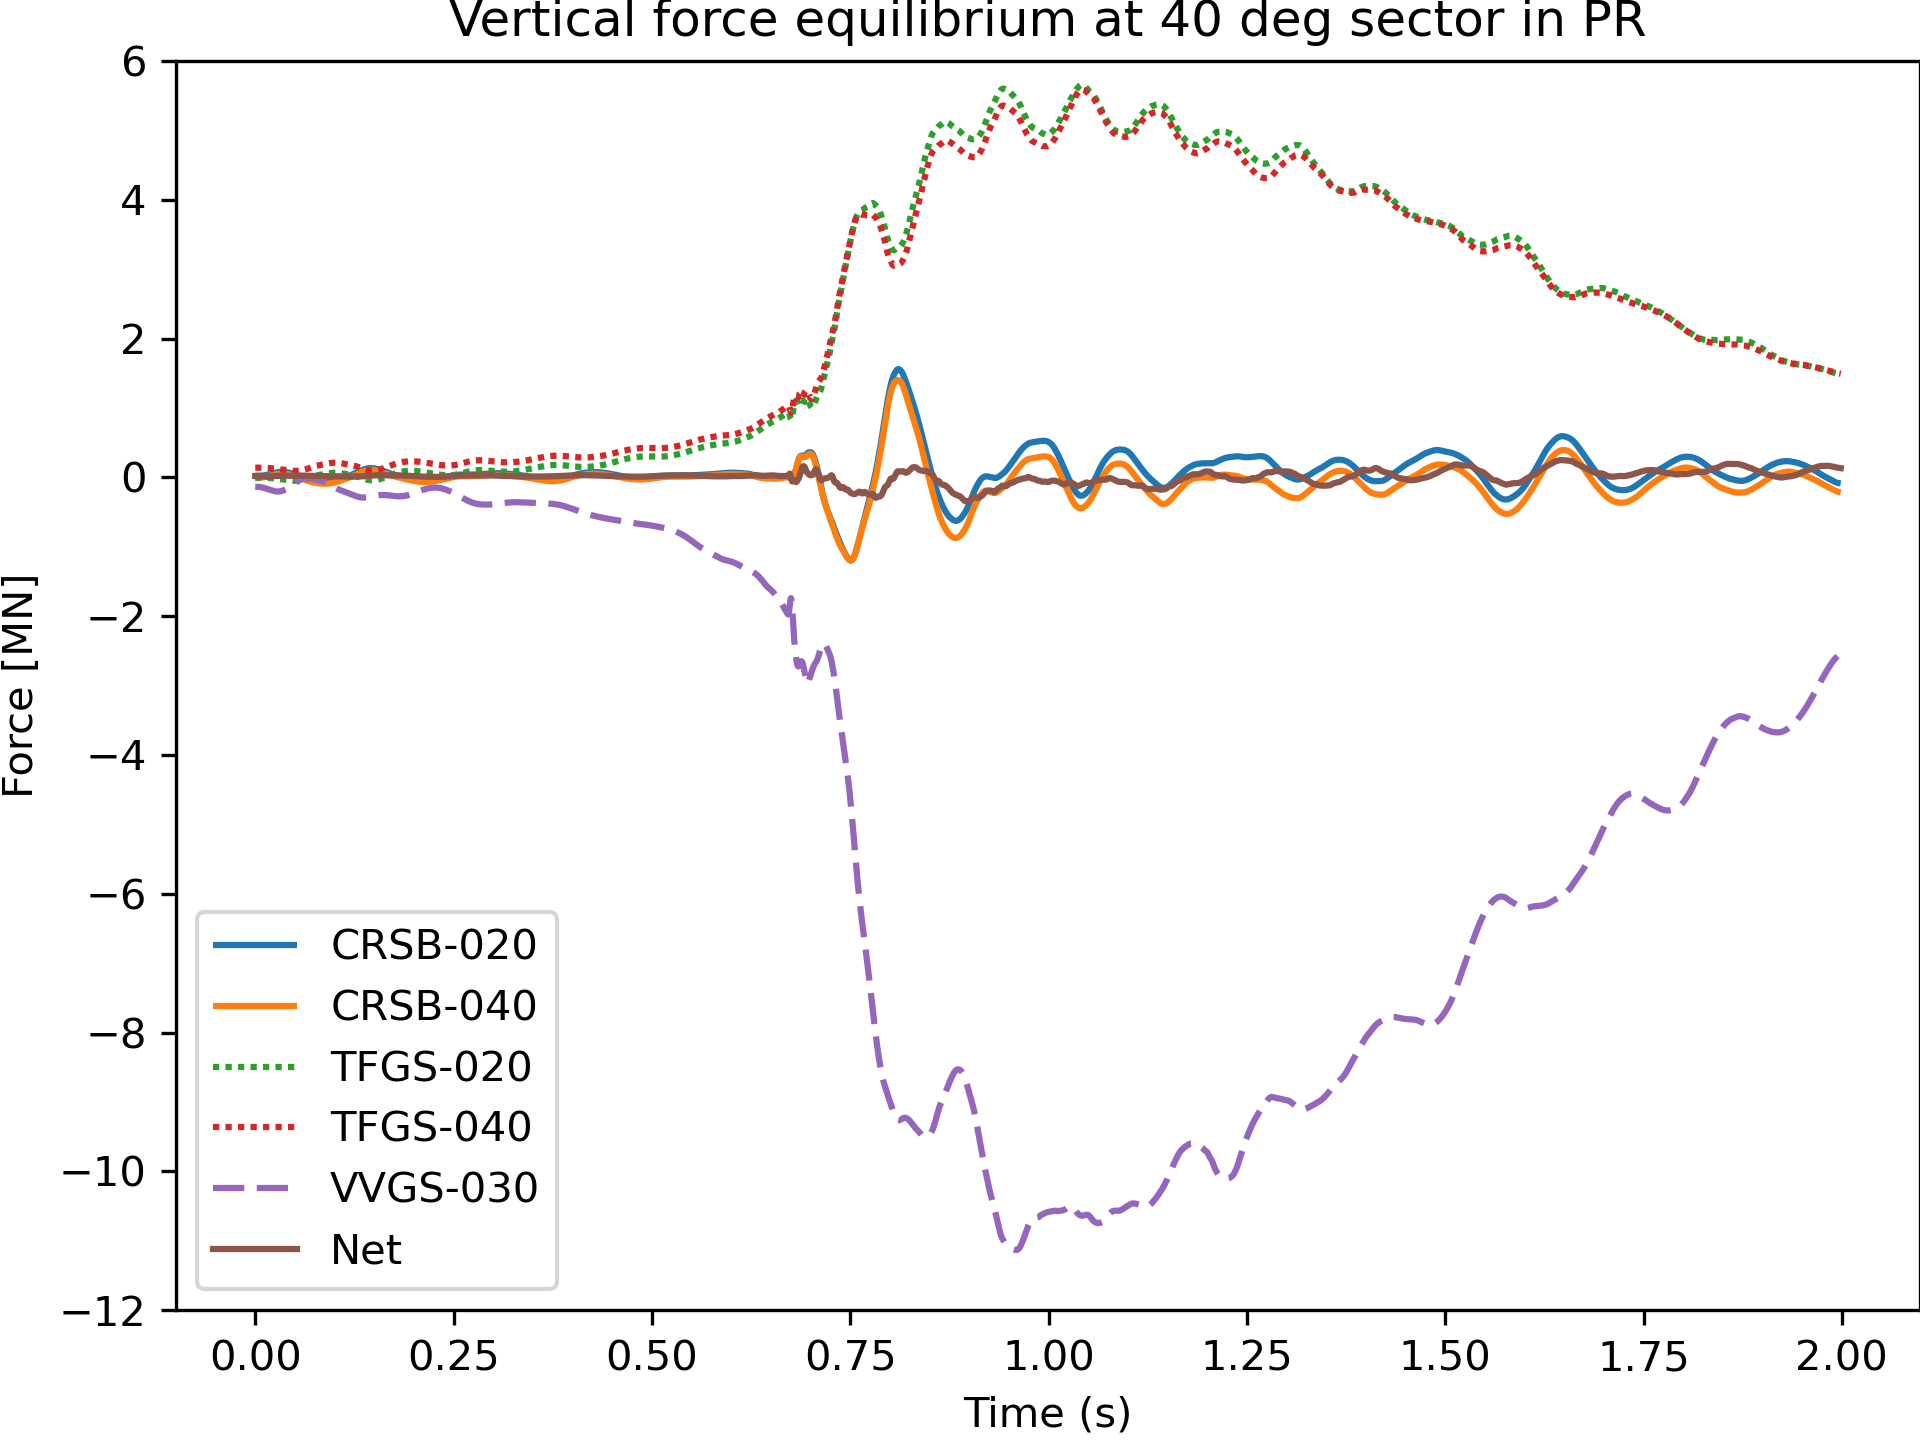 Vertical force equilibrium at 40 deg sector in PR
6
4
2
0
−2
−4
−6
−8
−10
−12
Force [MN]
CRSB-020
CRSB-040
TFGS-020
TFGS-040
VVGS-030
Net
0.00 0.25 0.50 0.75 1.00 1.25 1.50 1.75 2.00
Time (s)